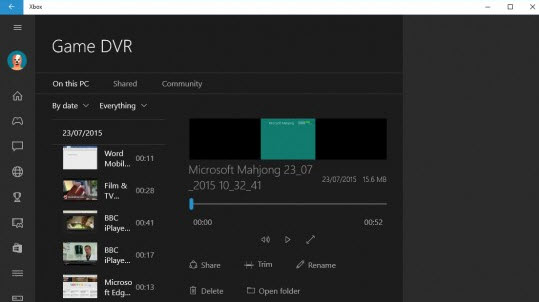 Xbox
Game DVR
On this PC Shared Community
By date Everything
23/07/2015
Word
Mobil... 00:11
Film &
TV... 00:28
BBC
iPlaye... 00:41
BBC
iPlaye... 00:17
Microso
ft Edg... 00:13
Microsoft Mahjong 23_07
_2015 10_32_41
23/07/2015 15.6 MB
00:00 00:52
Share Trim Rename
Delete Open folder